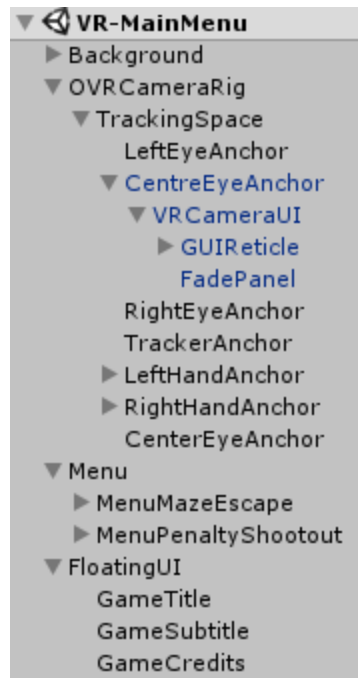 VR-MainMenu
Background
OVRCameraRig
TrackingSpace
LeftEyeAnchor
CentreEyeAnchor
VRCameraUI
GUIReticle
FadePanel
RightEyeAnchor
TrackerAnchor
LeftHandAnchor
RightHandAnchor
CenterEyeAnchor
Menu
MenuMazeEscape
MenuPenaltyShootout
FloatingUI
GameTitle
GameSubtitle
GameCredits